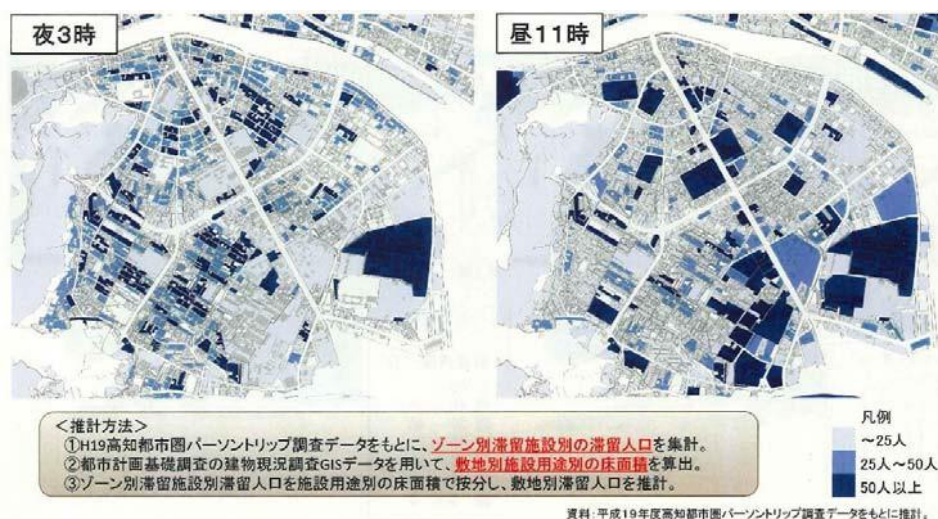 夜3時
昼11時
＜推計方法＞
①H19高知都市圏パーソントリップ調査データをもとに、ゾーン別滞留施設別の滞留人口を集計。
②都市計画基礎調査の建物現況調査GISデータを用いて、敷地別施設用途別の床面積を算出。
③ゾーン別滞留施設別滞留人口を施設用途別の床面積で按分し、敷地別滞留人口を推計。
凡例
～25人
25人～50人
50人以上
資料：平成19年度高知都市圏パーソントリップ調査データをもとに推計。